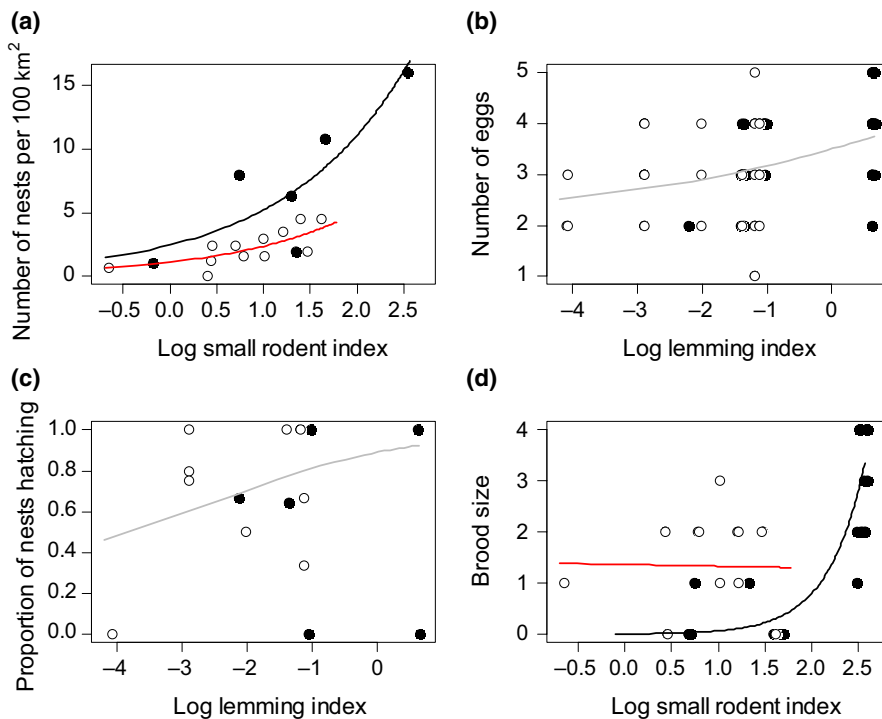 (a)
Number of nests per 100 km²
15
10
5
0
–0.5 0.0 0.5 1.0 1.5 2.0 2.5
Log small rodent index
(b)
Number of eggs
5
4
3
2
1
–4 –3 –2 –1 0
Log lemming index
(c)
Proportion of nests hatching
1.0
0.8
0.6
0.4
0.2
0.0
–4 –3 –2 –1 0
Log lemming index
(d)
Brood size
4
3
2
1
0
–0.5 0.0 0.5 1.0 1.5 2.0 2.5
Log small rodent index